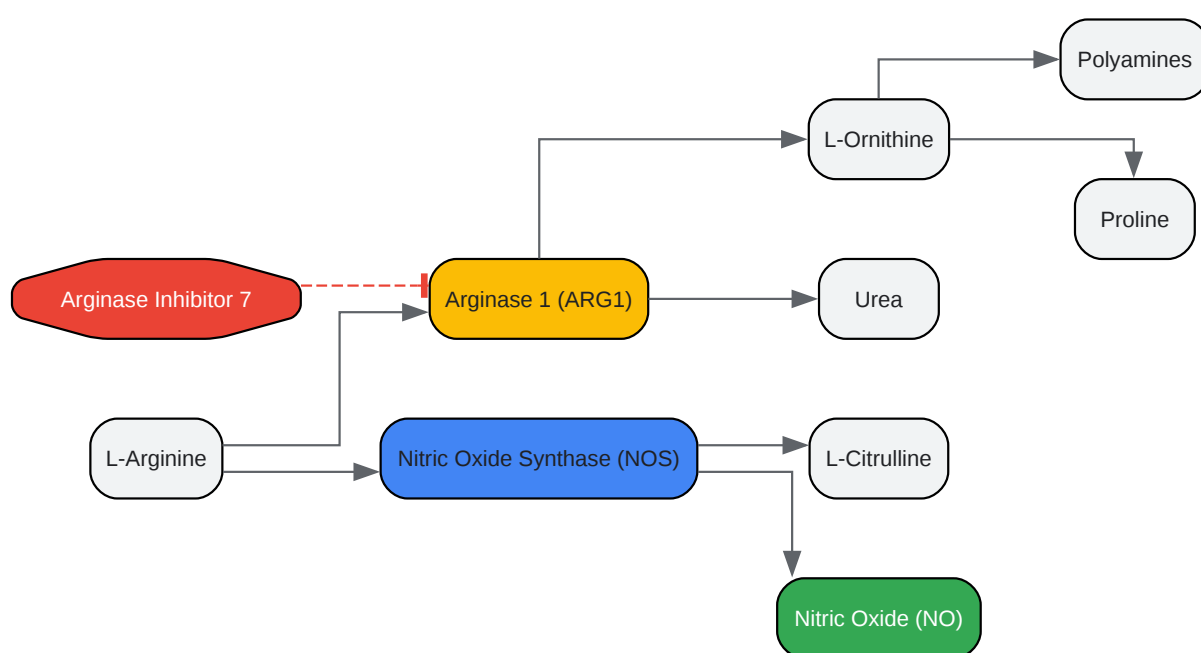 Polyamines
L-Ornithine
Proline
Arginase Inhibitor 7
Arginase 1 (ARG1)
Urea
L-Arginine
Nitric Oxide Synthase (NOS)
L-Citrulline
Nitric Oxide (NO)